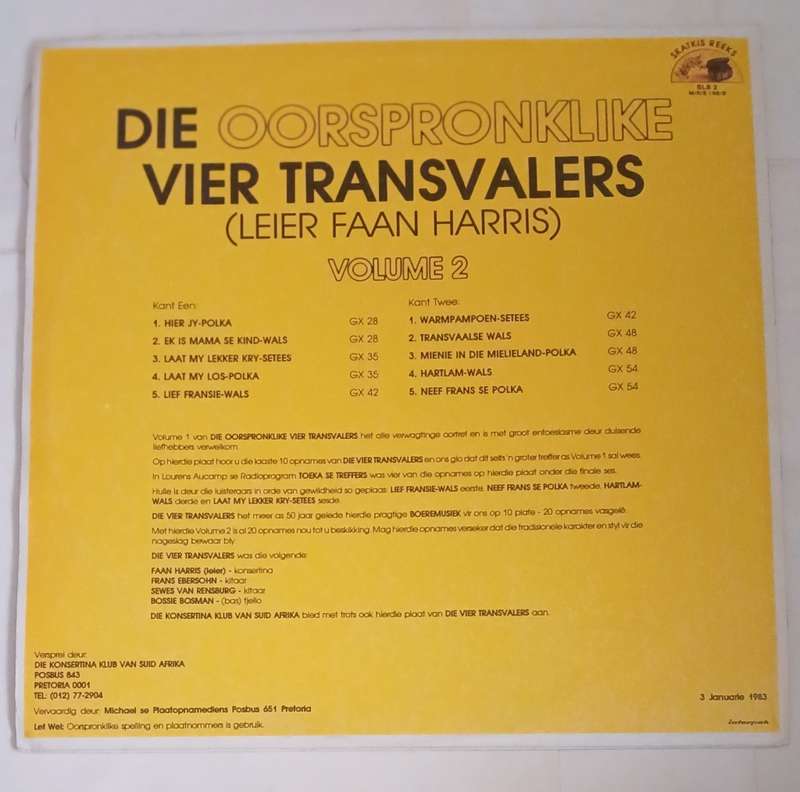 SKATKIS REEKS
SLS 2
DIE OORSPRONKLIKE
VIER TRANSVALERS
(LEIER FAAN HARRIS)
VOLUME 2
Kant Een:
1. HIER JY-POLKA GX 28
2. EK IS MAMA SE KIND-WALS GX 28
3. LAAT MY LEKKER KRY-SETEES GX 35
4. LAAT MY LOS-POLKA GX 35
5. LIEF FRANSIE-WALS GX 42
Kant Twee:
1. WARMPAMPOEN-SETEES GX 42
2. TRANSVAALSE WALS GX 48
3. MIENIE IN DIE MIELIELAND-POLKA GX 48
4. HARTLAM-WALS GX 54
5. NEEF FRANS SE POLKA GX 54
Volume 1 van DIE OORSPRONKLIKE VIER TRANSVALERS het alle verwagtinge oortref en is met groot entoesiasme deur duisende
liefhebbers verwelkom.
Op hierdie plaat hoor u die laaste 10 opnames van DIE VIER TRANSVALERS en ons glo dat dit selfs 'n groter treffer as Volume 1 sal wees.
In Lourens Aucamp se Radioprogram TOEKA SE TREFFERS was vier van die opnames op hierdie plaat onder die finale ses.
Hulle is deur die luisteraars in orde van gewildheid so geplaas: LIEF FRANSIE-WALS eerste, NEEF FRANS SE POLKA tweede, HARTLAM-
WALS derde en LAAT MY LEKKER KRY-SETEES sesde.
DIE VIER TRANSVALERS het meer as 50 jaar gelede hierdie pragtige BOEREMUSIEK vir ons op 10 plate - 20 opnames vasgelê.
Met hierdie Volume 2 is al 20 opnames nou tot u beskikking. Mag hierdie opnames verseker dat die tradisionele karakter en styl vir die
nageslag bewaar bly.
DIE VIER TRANSVALERS was die volgende:
FAAN HARRIS (leier) - konsertina
FRANS EBERSOHN - kitaar
SEWES VAN RENSBURG - kitaar
BOSSIE BOSMAN - (bas) tjello
DIE KONSERTINA KLUB VAN SUID AFRIKA bied met trots ook hierdie plaat van DIE VIER TRANSVALERS aan.
Versprei deur:
DIE KONSERTINA KLUB VAN SUID AFRIKA
POSBUS 843
PRETORIA 0001
TEL: (012) 77-2904
Vervaardig deur: Michael se Plaatopnamediens Posbus 651 Pretoria
Let Wel: Oorspronklike spelling en plaatnommers is gebruik.
3 Januarie 1983
interpak